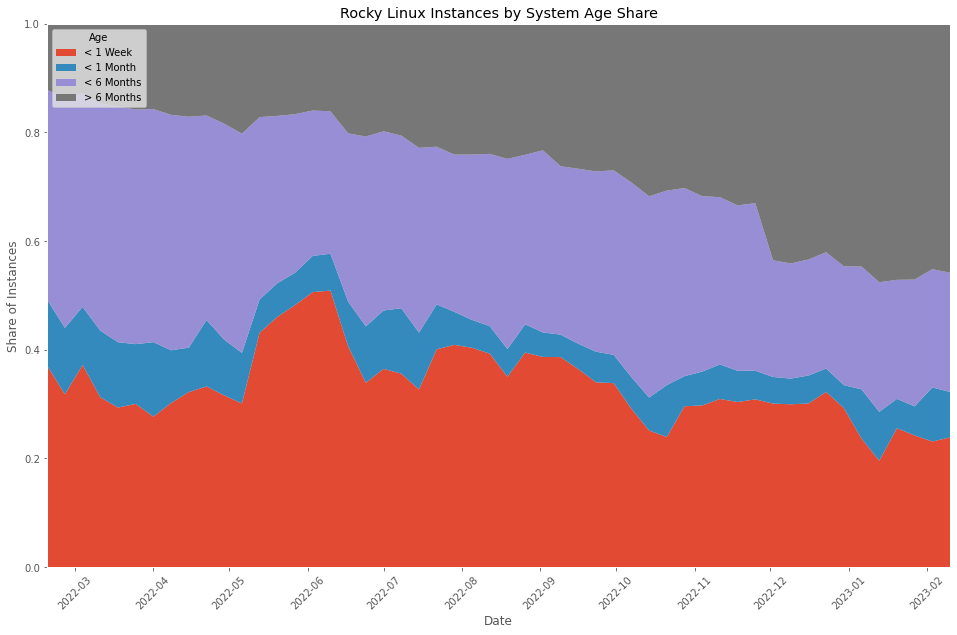 Rocky Linux Instances by System Age Share
Age
< 1 Week
< 1 Month
< 6 Months
> 6 Months
Share of Instances
1.0
0.8
0.6
0.4
0.2
0.0
2022-03
2022-04
2022-05
2022-06
2022-07
2022-08
2022-09
2022-10
2022-11
2022-12
2023-01
2023-02
Date